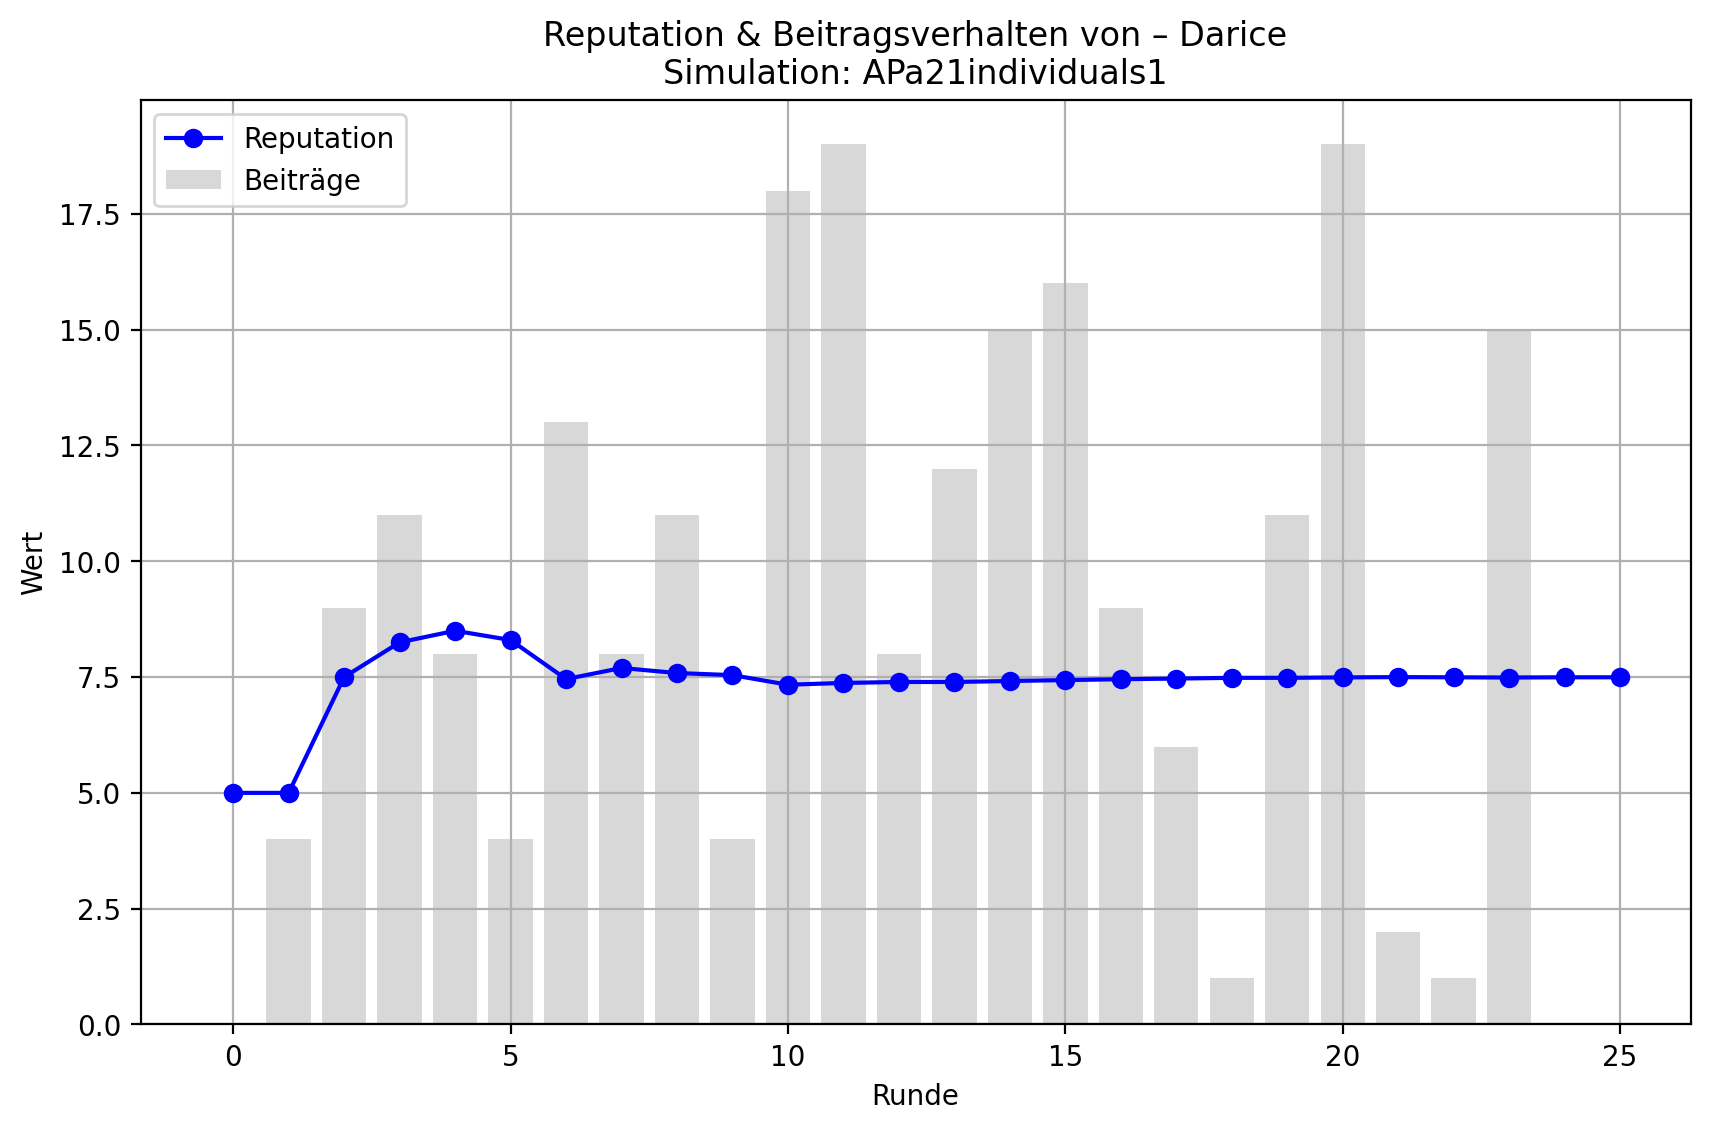 Reputation & Beitragsverhalten von – Darice
Simulation: APa21individuals1
Reputation
Beiträge
17.5
15.0
12.5
10.0
7.5
5.0
2.5
0.0
Wert
0 5 10 15 20 25
Runde